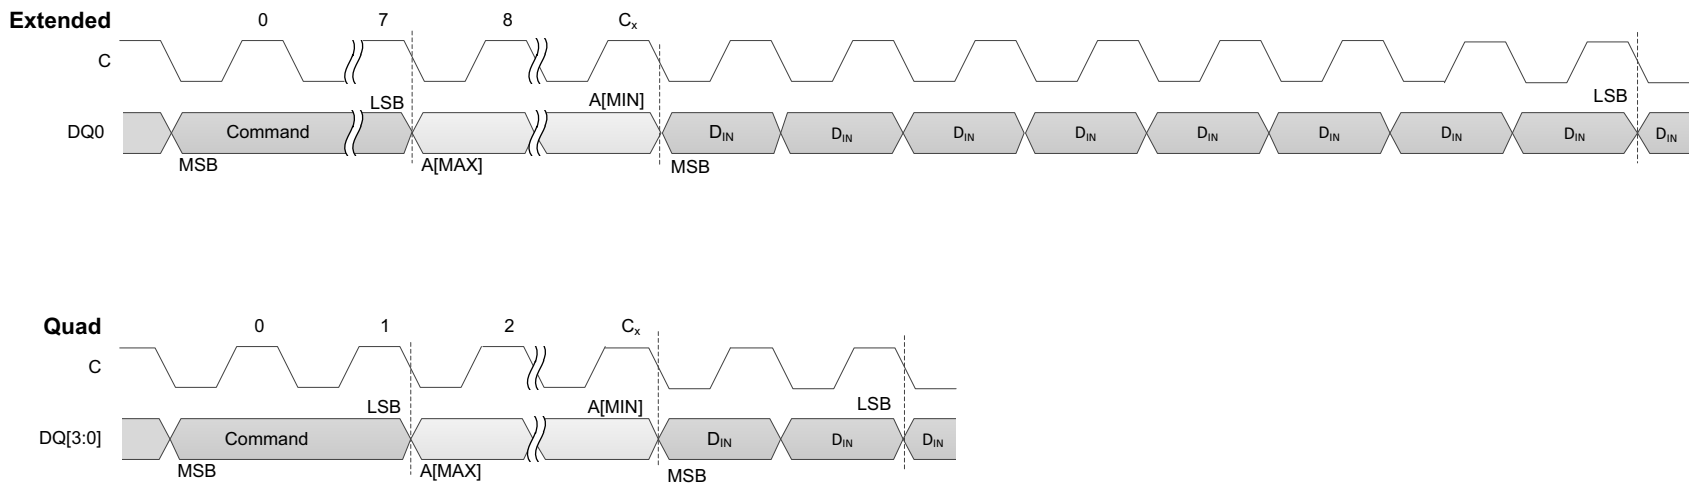 Extended 0 7 8 Cx
C
LSB A[MIN] LSB
DQ0 Command DIN DIN DIN DIN DIN DIN DIN DIN DIN
MSB A[MAX] MSB
Quad 0 1 2 Cx
C
LSB A[MIN] LSB
DQ[3:0] Command DIN DIN DIN
MSB A[MAX] MSB